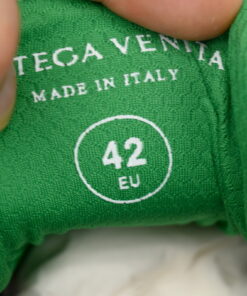 TEGA VENETA
MADE IN ITALY
42
EU